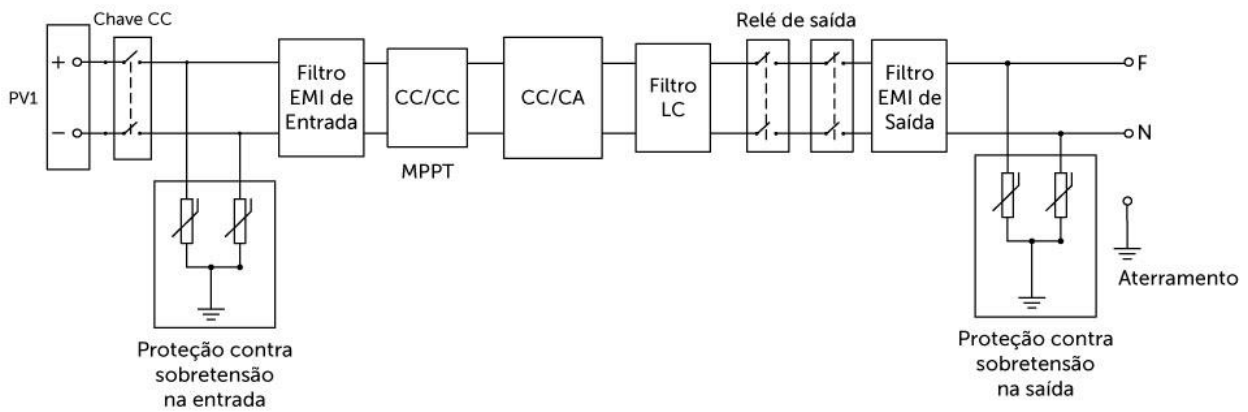 Chave CC
PV1
+
−
Filtro
EMI de
Entrada
CC/CC
MPPT
CC/CA
Filtro
LC
Relé de saída
Filtro
EMI de
Saída
F
N
Aterramento
Proteção contra
sobretensão
na entrada
Proteção contra
sobretensão
na saída